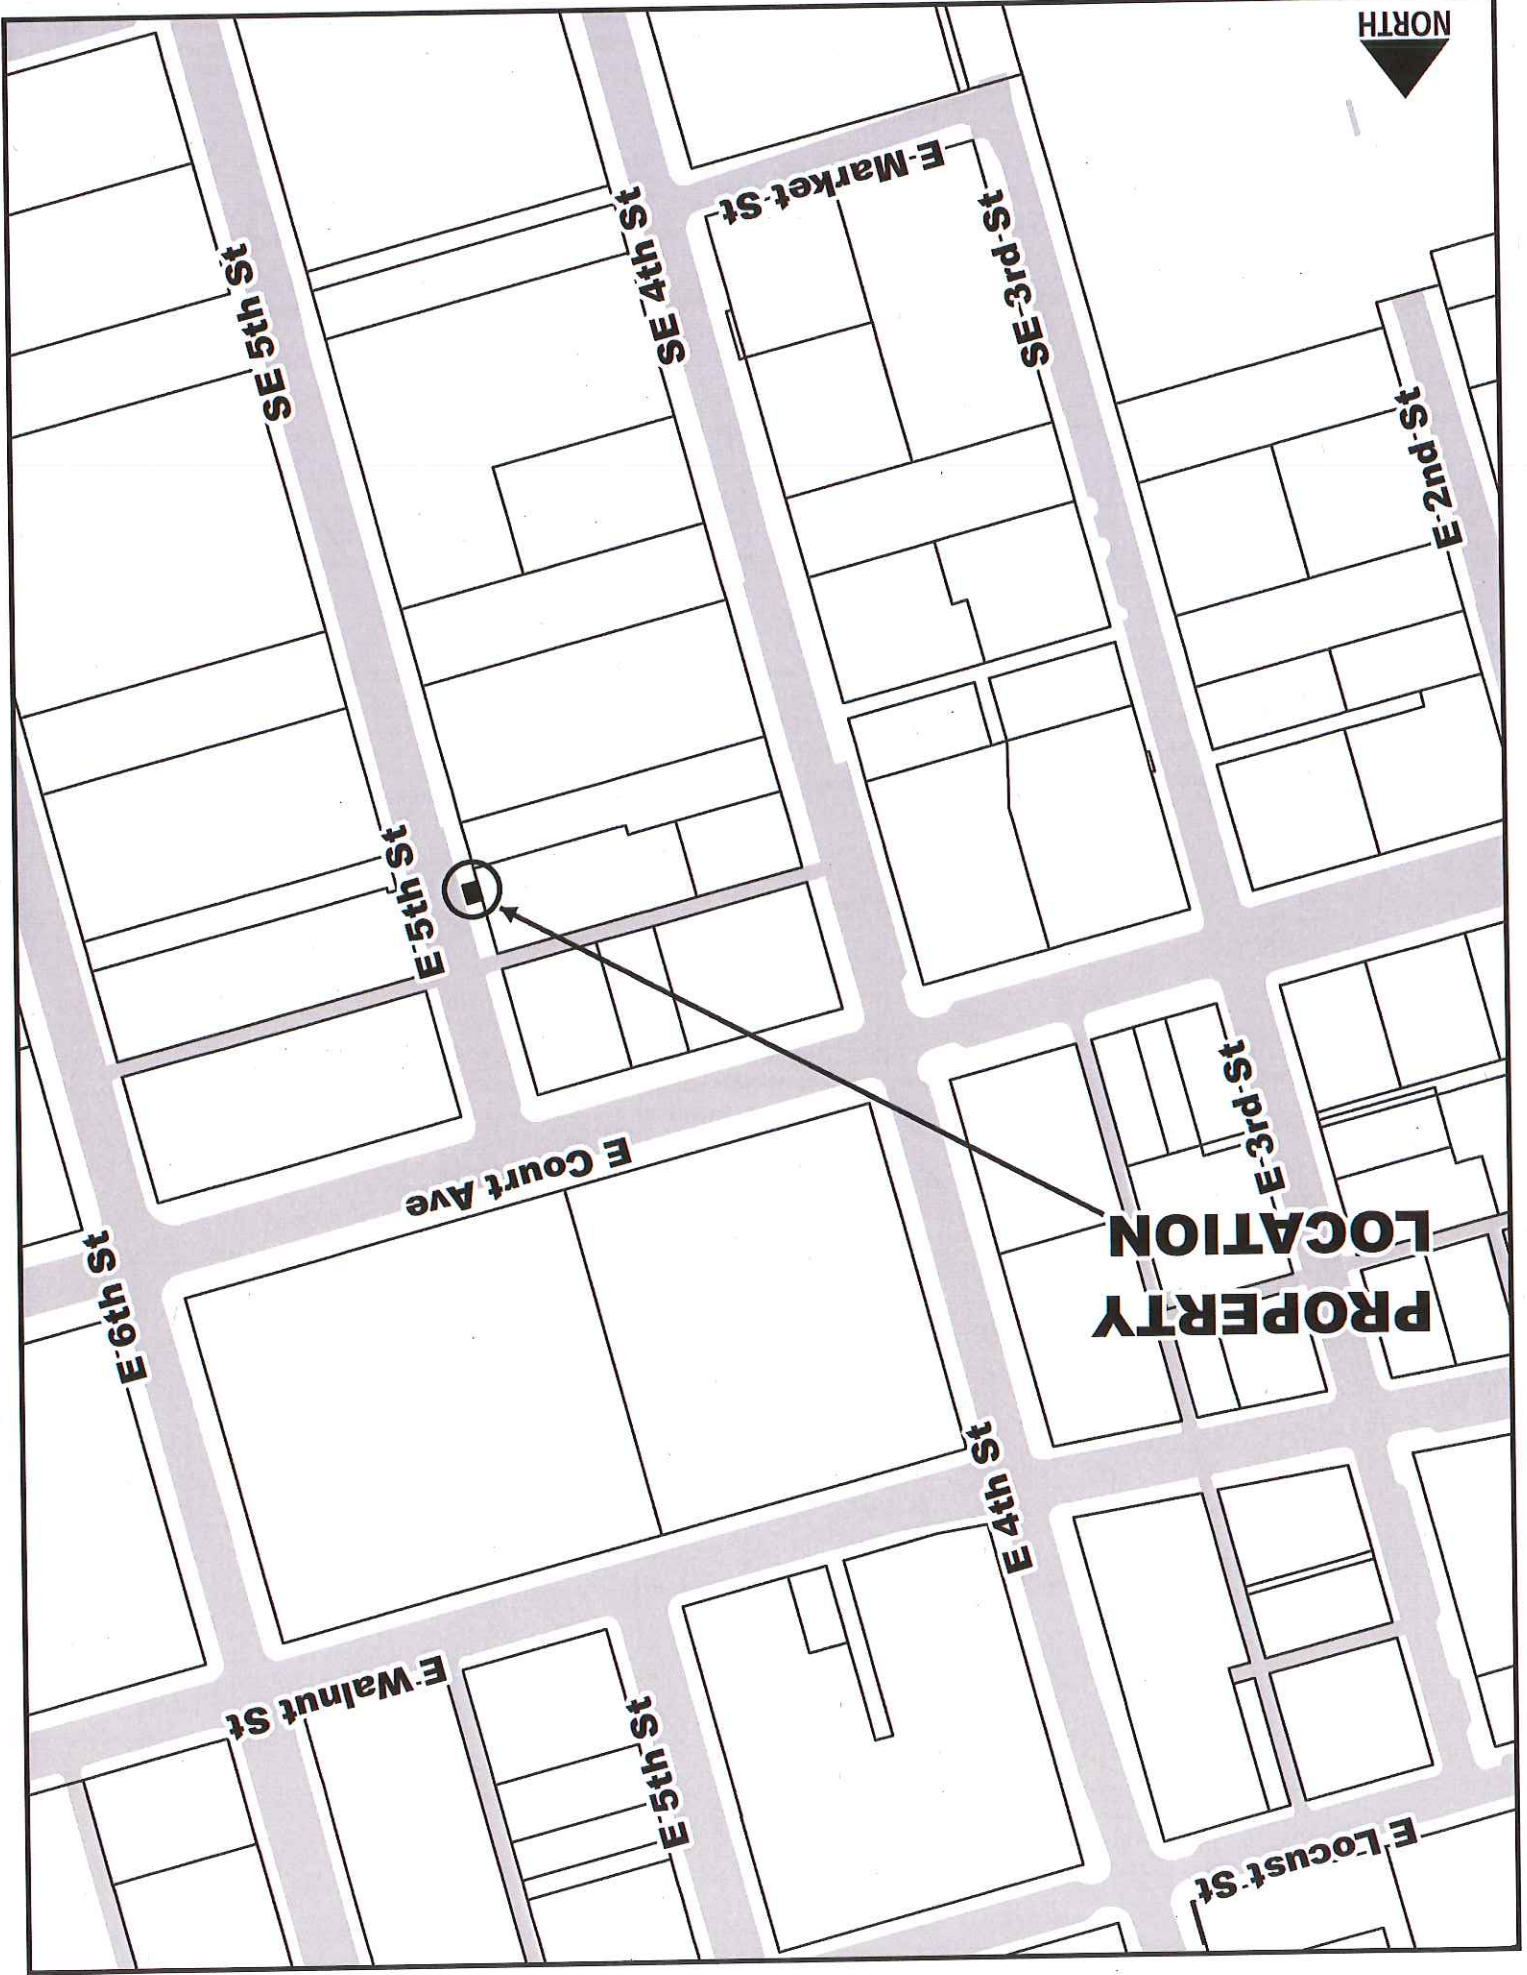 E Locust St
E 5th St
E Walnut St
E 4th St
PROPERTY
LOCATION
E 6th St
E 3rd St
E Court Ave
E 5th St
E 2nd St
SE 5th St
SE 4th St
SE 3rd St
E Market St
NORTH